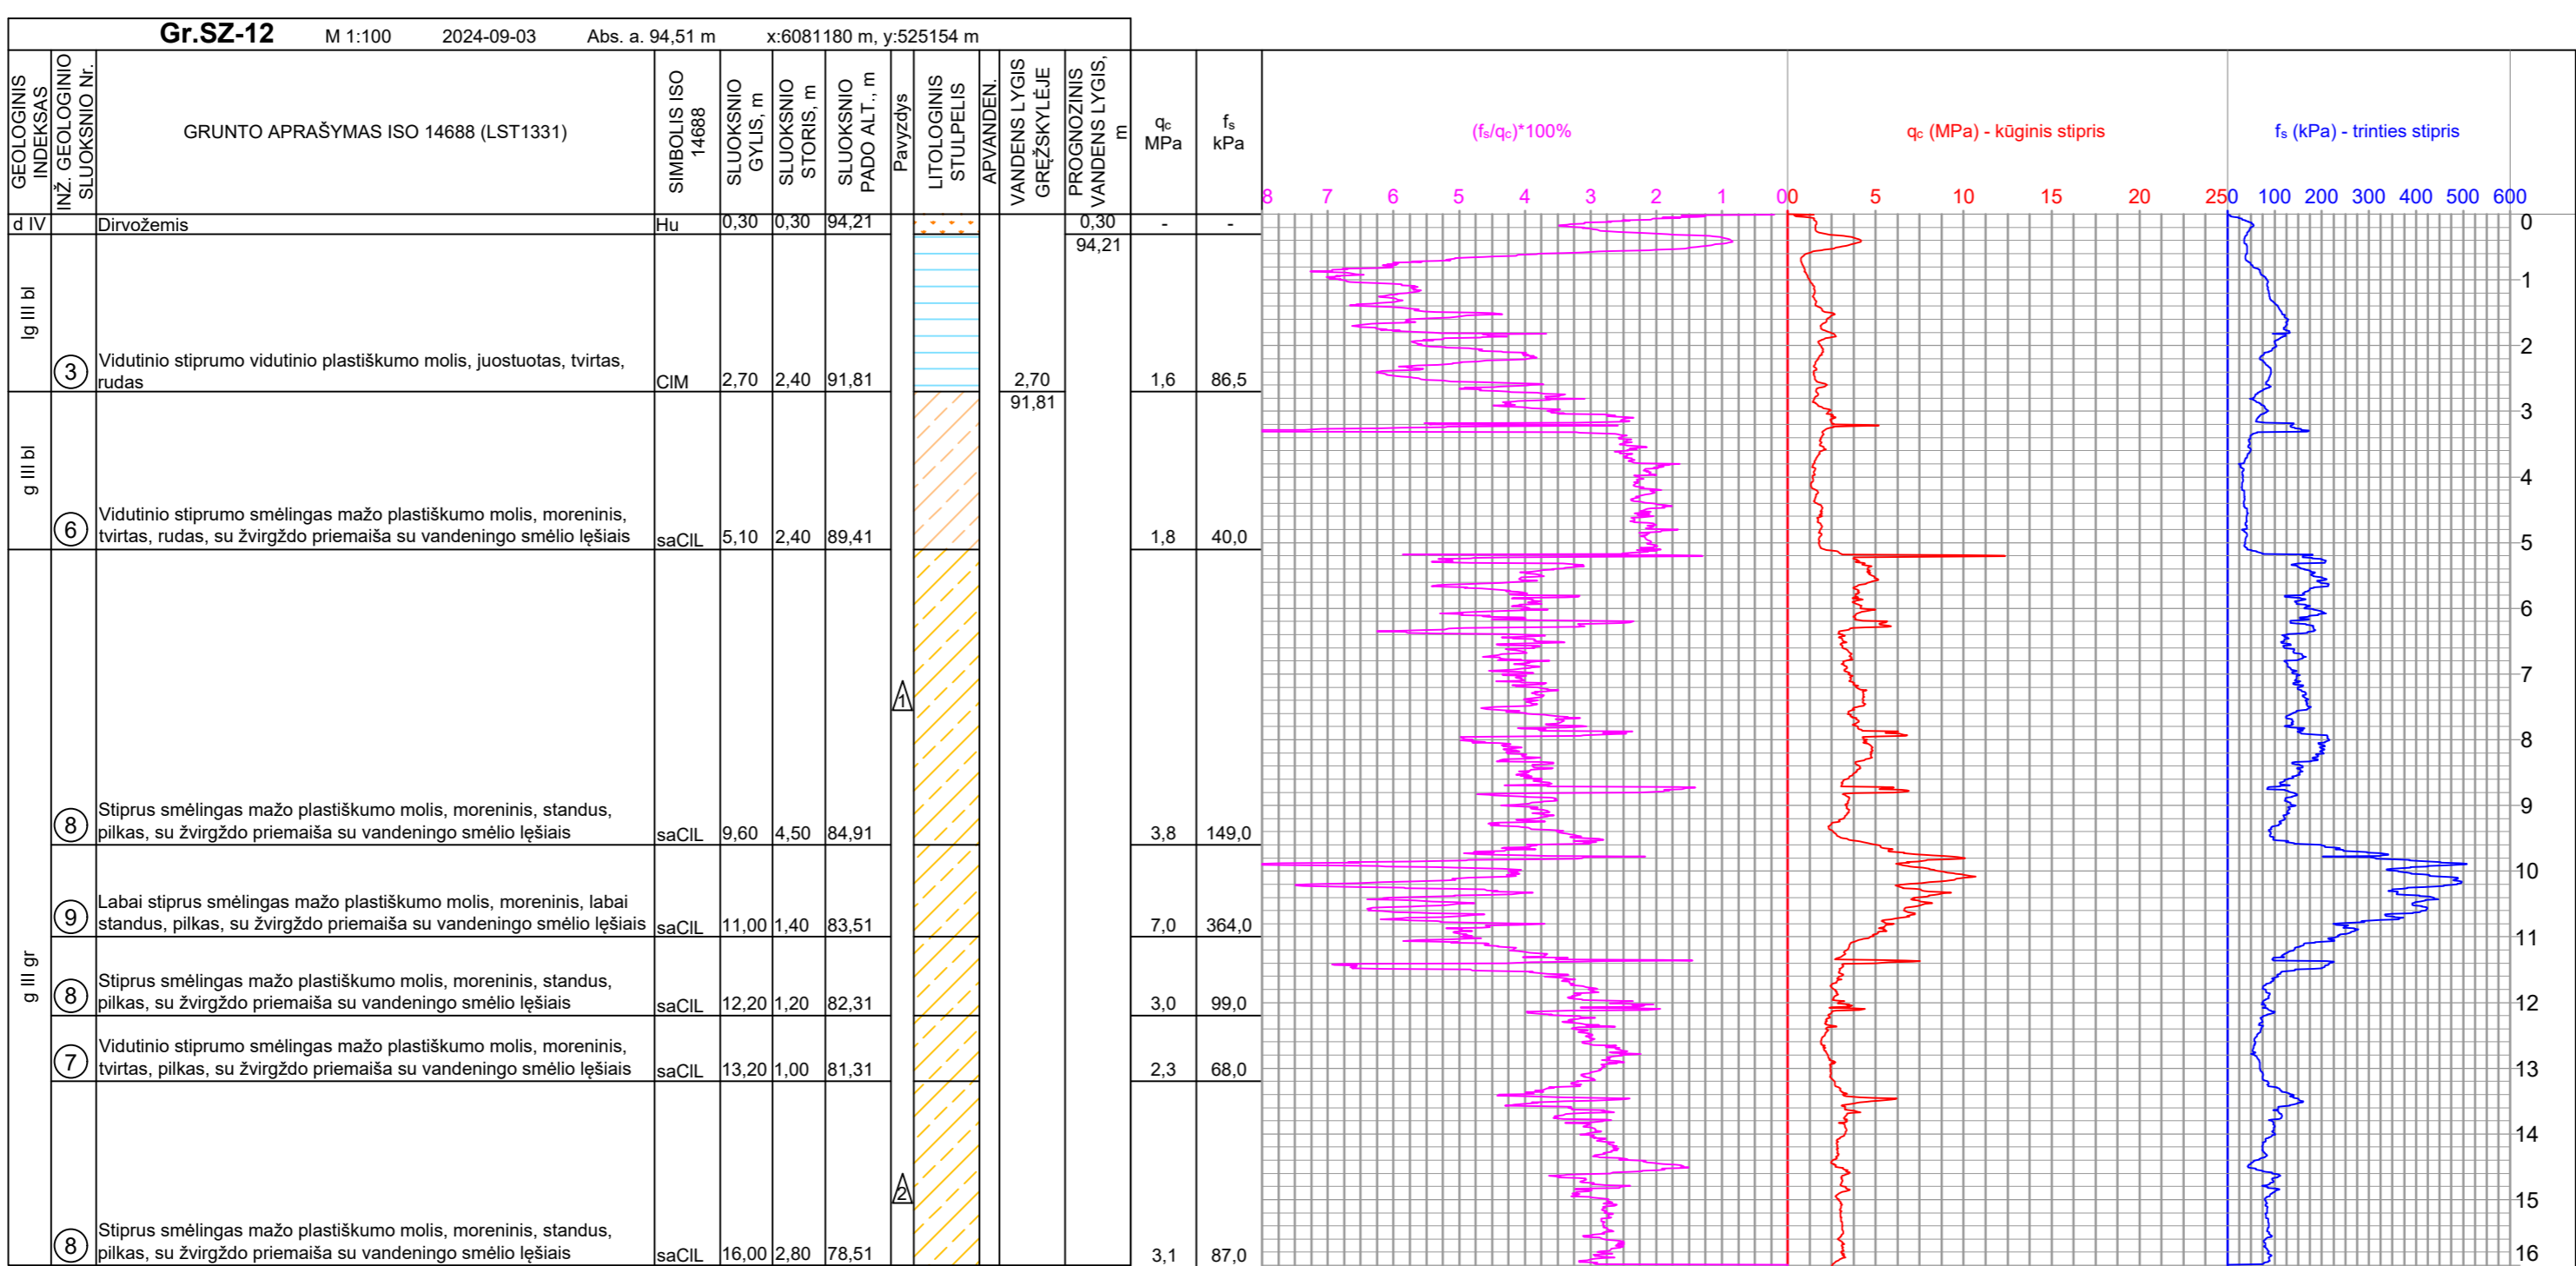 Gr.SZ-12 M 1:100 2024-09-03 Abs. a. 94,51 m x:6081180 m, y:525154 m
GEOLOGINIS
INDEKSAS
INŽ. GEOLOGINIO
SLUOKSNIO Nr.
GRUNTO APRAŠYMAS ISO 14688 (LST1331)
SIMBOLIS ISO
14688
SLUOKSNIO
GYLIS, m
SLUOKSNIO
STORIS, m
SLUOKSNIO
PADO ALT., m
Pavyzdys
LITOLOGINIS
STULPELIS
APVANDEN.
VANDENS LYGIS
GRĘŽSKYLĖJE
PROGNOZINIS
VANDENS LYGIS,
m
qc
MPa
fs
kPa
(fs/qc)*100%
qc (MPa) - kūginis stipris
fs (kPa) - trinties stipris
8 7 6 5 4 3 2 1 0
0 5 10 15 20 25
0 100 200 300 400 500 600
d IV Dirvožemis Hu 0,30 0,30 94,21 0,30 - -
94,21
lg III bl
3 Vidutinio stiprumo vidutinio plastiškumo molis, juostuotas, tvirtas,
rudas ClM 2,70 2,40 91,81 2,70 1,6 86,5
91,81
g III bl
6 Vidutinio stiprumo smėlingas mažo plastiškumo molis, moreninis,
tvirtas, rudas, su žvirgždo priemaiša su vandeningo smėlio lęšiais saClL 5,10 2,40 89,41 1,8 40,0
1
8 Stiprus smėlingas mažo plastiškumo molis, moreninis, standus,
pilkas, su žvirgždo priemaiša su vandeningo smėlio lęšiais saClL 9,60 4,50 84,91 3,8 149,0
9 Labai stiprus smėlingas mažo plastiškumo molis, moreninis, labai
standus, pilkas, su žvirgždo priemaiša su vandeningo smėlio lęšiais saClL 11,00 1,40 83,51 7,0 364,0
g III gr
8 Stiprus smėlingas mažo plastiškumo molis, moreninis, standus,
pilkas, su žvirgždo priemaiša su vandeningo smėlio lęšiais saClL 12,20 1,20 82,31 3,0 99,0
7 Vidutinio stiprumo smėlingas mažo plastiškumo molis, moreninis,
tvirtas, pilkas, su žvirgždo priemaiša su vandeningo smėlio lęšiais saClL 13,20 1,00 81,31 2,3 68,0
2
8 Stiprus smėlingas mažo plastiškumo molis, moreninis, standus,
pilkas, su žvirgždo priemaiša su vandeningo smėlio lęšiais saClL 16,00 2,80 78,51 3,1 87,0
0
1
2
3
4
5
6
7
8
9
10
11
12
13
14
15
16